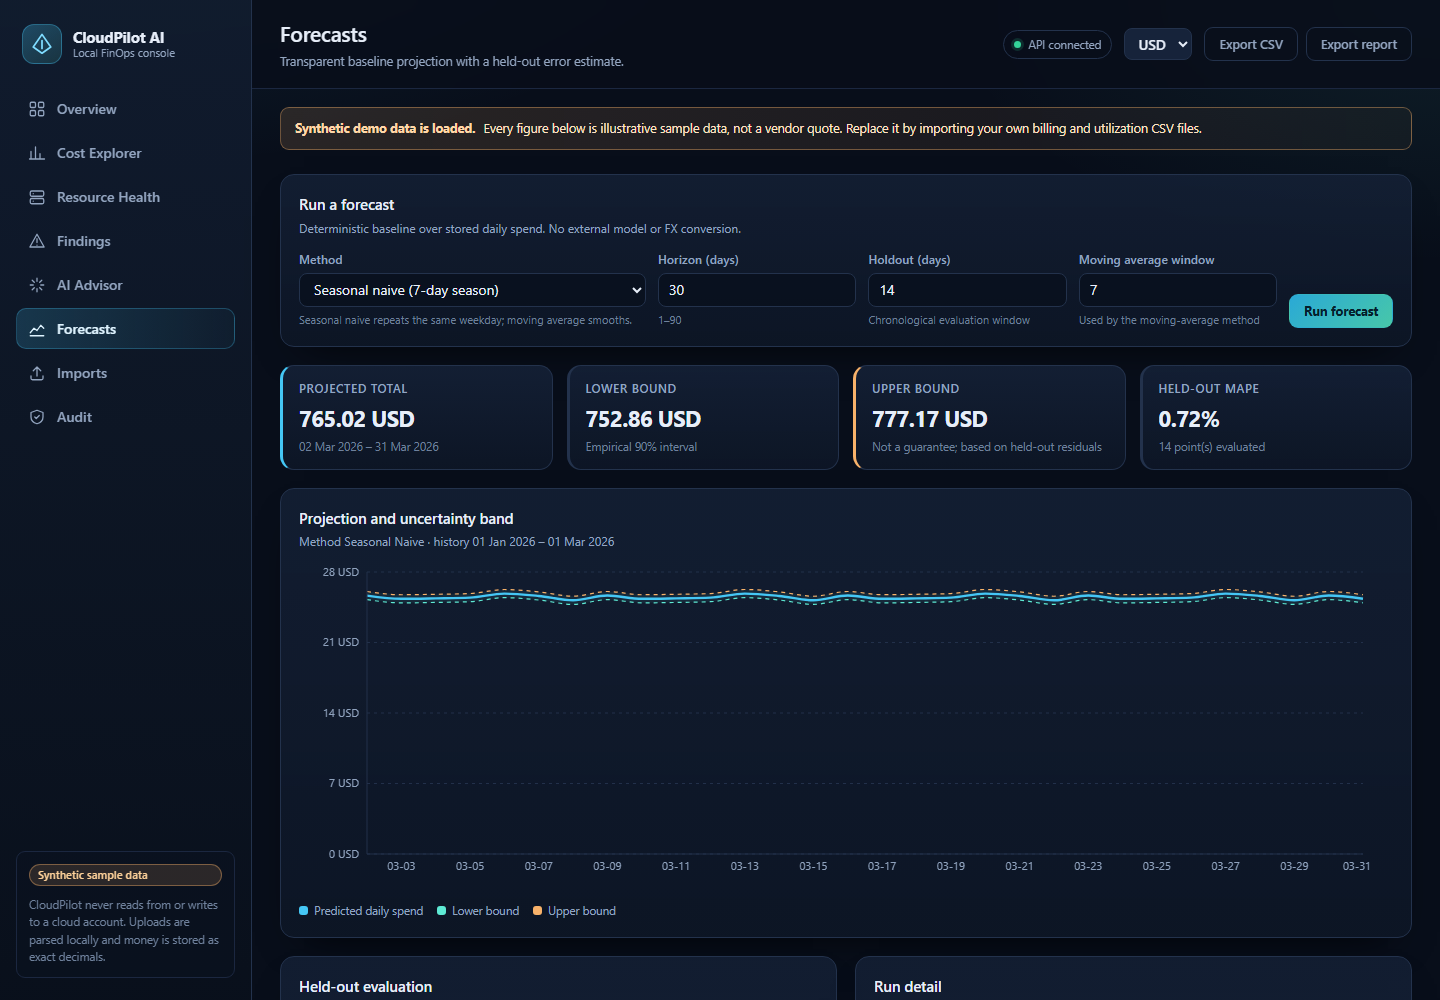 CloudPilot AI
Local FinOps console
Overview
Cost Explorer
Resource Health
Findings
AI Advisor
Forecasts
Imports
Audit
Synthetic sample data
CloudPilot never reads from or writes
to a cloud account. Uploads are
parsed locally and money is stored as
exact decimals.
Forecasts
Transparent baseline projection with a held-out error estimate.
API connected
USD
Export CSV
Export report
Synthetic demo data is loaded. Every figure below is illustrative sample data, not a vendor quote. Replace it by importing your own billing and utilization CSV files.
Run a forecast
Deterministic baseline over stored daily spend. No external model or FX conversion.
Method
Seasonal naive (7-day season)
Seasonal naive repeats the same weekday; moving average smooths.
Horizon (days)
30
1–90
Holdout (days)
14
Chronological evaluation window
Moving average window
7
Used by the moving-average method
Run forecast
PROJECTED TOTAL
765.02 USD
02 Mar 2026 – 31 Mar 2026
LOWER BOUND
752.86 USD
Empirical 90% interval
UPPER BOUND
777.17 USD
Not a guarantee; based on held-out residuals
HELD-OUT MAPE
0.72%
14 point(s) evaluated
Projection and uncertainty band
Method Seasonal Naive · history 01 Jan 2026 – 01 Mar 2026
28 USD
21 USD
14 USD
7 USD
0 USD
03-03 03-05 03-07 03-09 03-11 03-13 03-15 03-17 03-19 03-21 03-23 03-25 03-27 03-29 03-31
Predicted daily spend Lower bound Upper bound
Held-out evaluation
Run detail